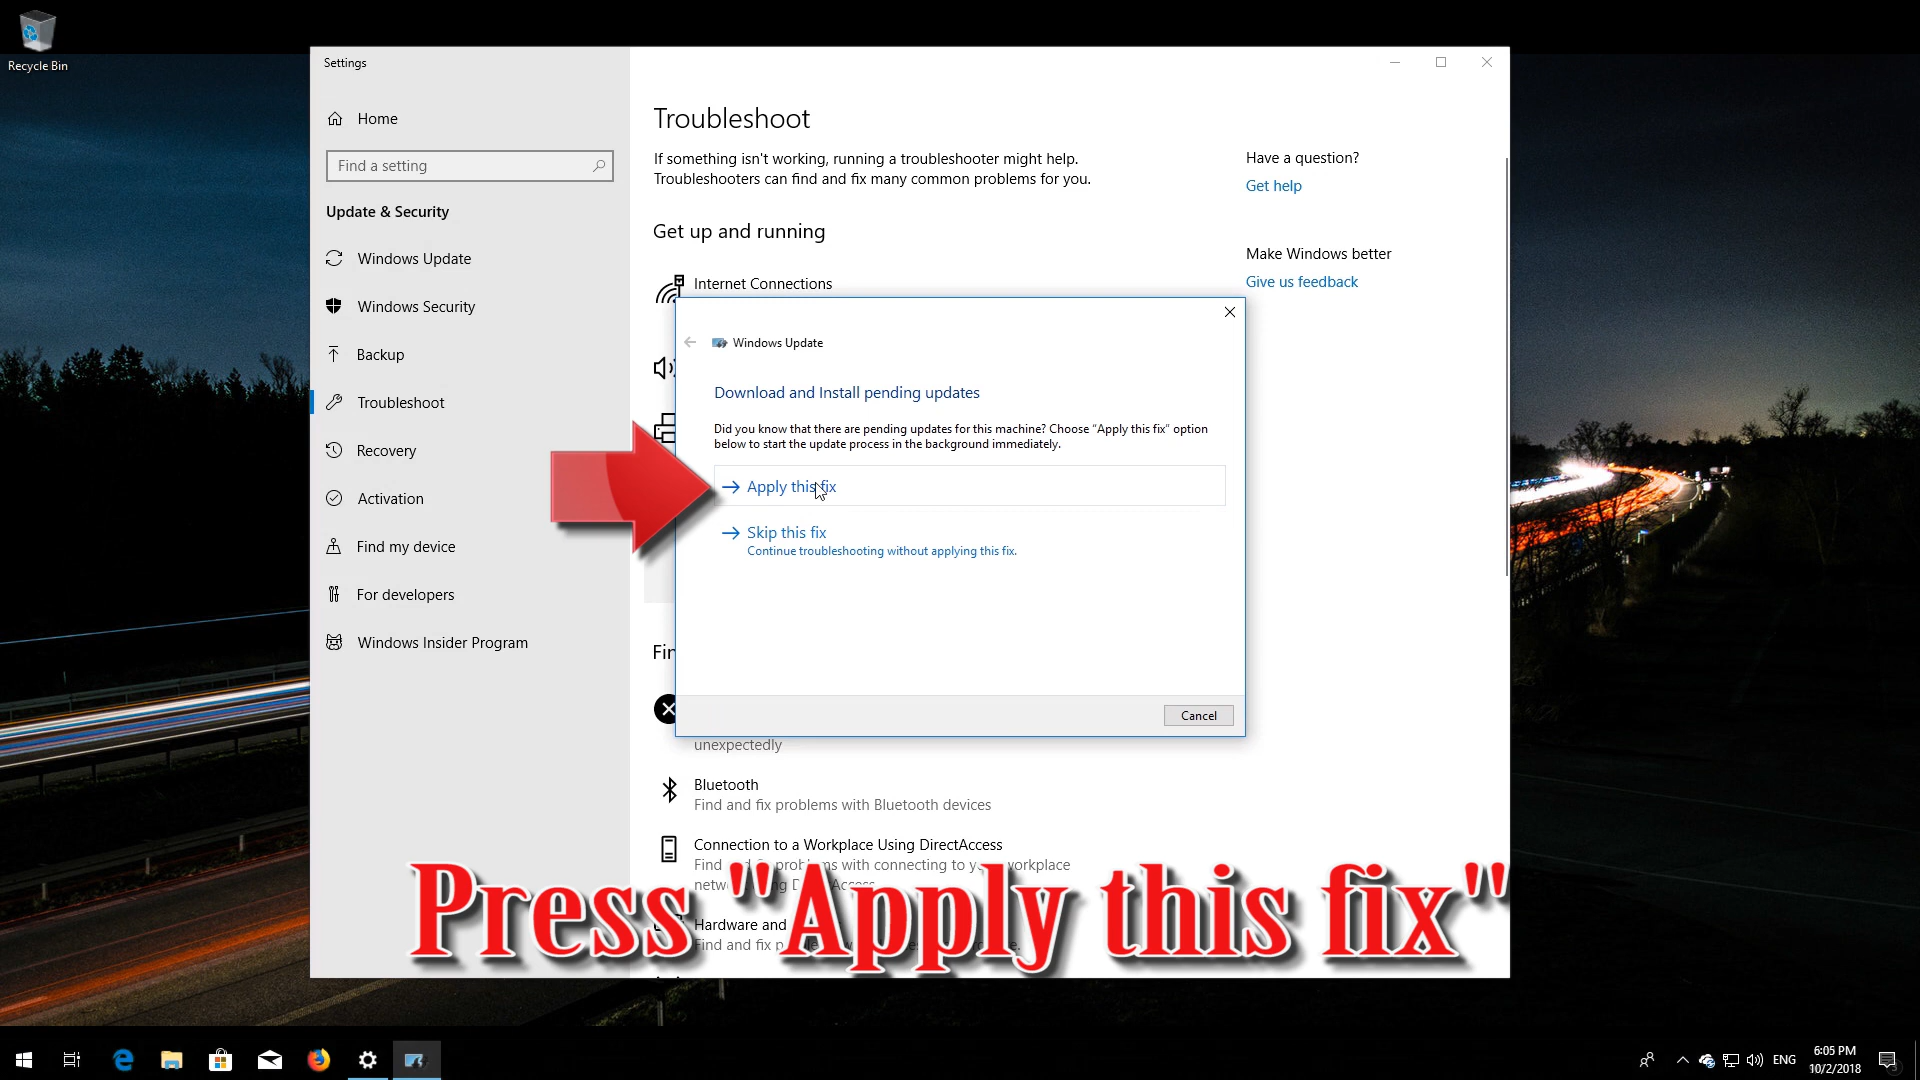 Recycle Bin
Settings
Home
Find a setting
Update & Security
Windows Update
Windows Security
Backup
Troubleshoot
Recovery
Activation
Find my device
For developers
Windows Insider Program
Troubleshoot
If something isn't working, running a troubleshooter might help.
Troubleshooters can find and fix many common problems for you.
Get up and running
Internet Connections
Have a question?
Get help
Make Windows better
Give us feedback
Windows Update
Download and Install pending updates
Did you know that there are pending updates for this machine? Choose "Apply this fix" option
below to start the update process in the background immediately.
Apply this fix
Skip this fix
Continue troubleshooting without applying this fix.
Cancel
unexpectedly
Bluetooth
Find and fix problems with Bluetooth devices
Connection to a Workplace Using DirectAccess
Find problems with connecting to workplace
Hardware and
Find and fix
Press "Apply this fix"
ENG
6:05 PM
10/2/2018